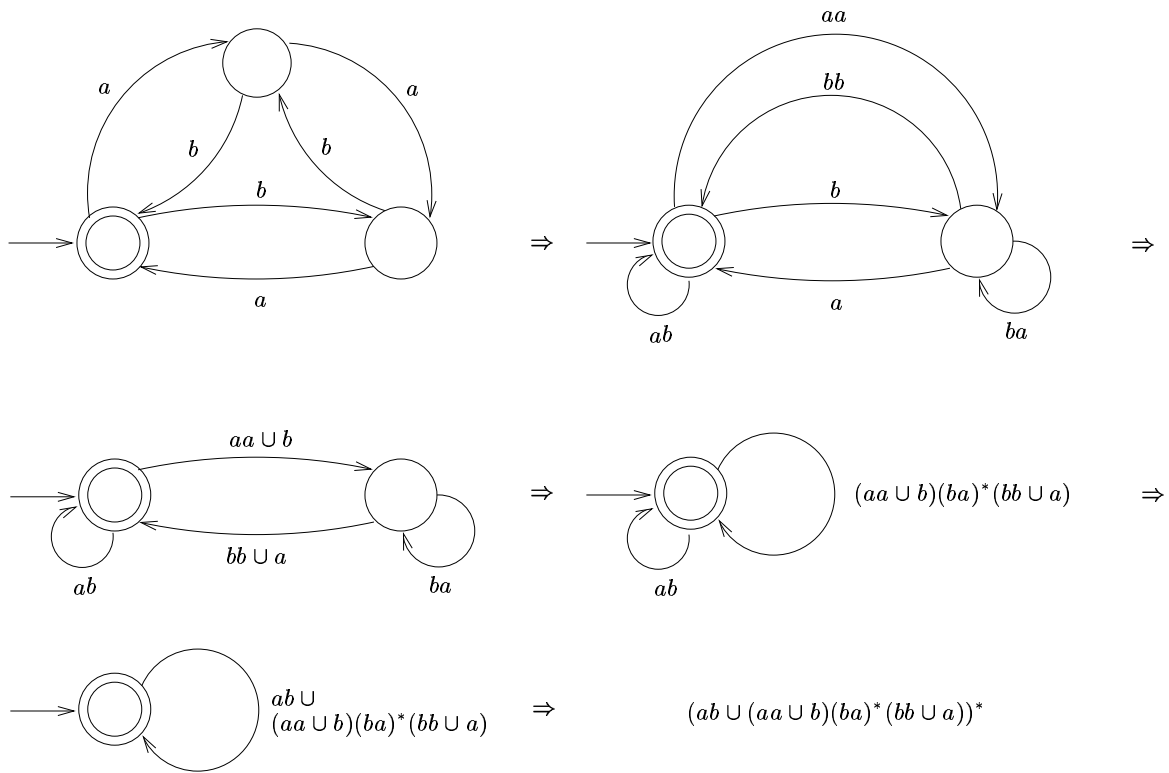 a
a
b
b
b
a
⇒
aa
bb
b
a
ab
ba
⇒
aa ∪ b
bb ∪ a
ab
ba
⇒
(aa ∪ b)(ba)*(bb ∪ a)
ab
⇒
ab ∪
(aa ∪ b)(ba)*(bb ∪ a)
⇒
(ab ∪ (aa ∪ b)(ba)*(bb ∪ a))*